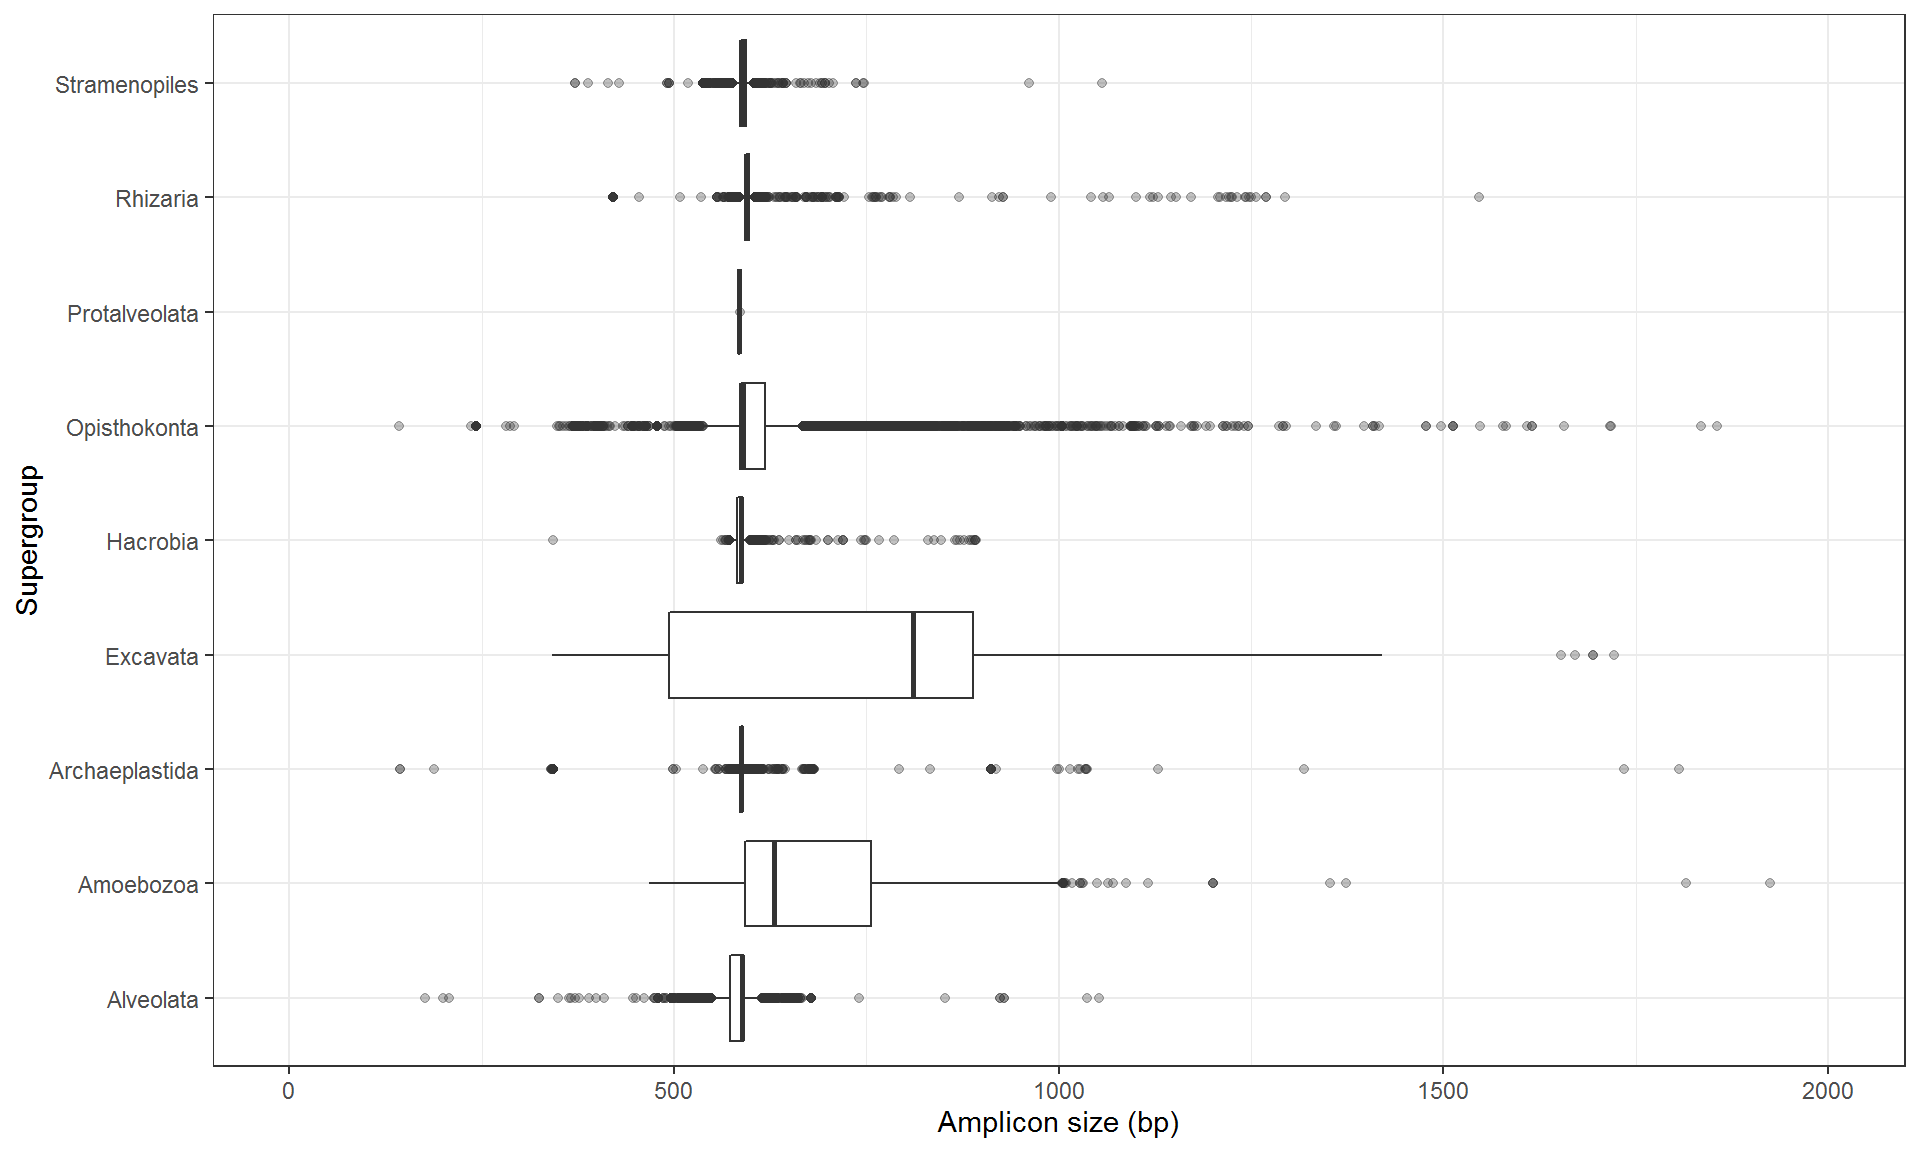 Supergroup
Stramenopiles
Rhizaria
Protalveolata
Opisthokonta
Hacrobia
Excavata
Archaeplastida
Amoebozoa
Alveolata
0 500 1000 1500 2000
Amplicon size (bp)